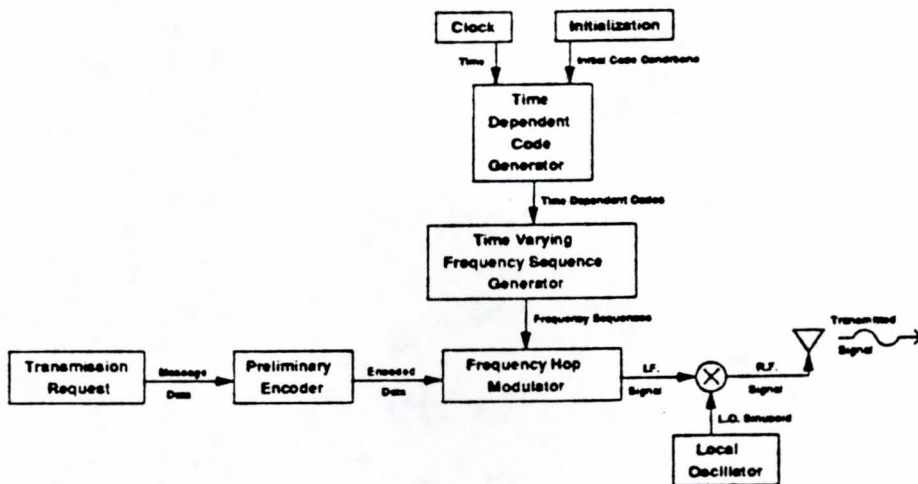 Clock
Initialization
Time
Initial Code Conditions
Time
Dependent
Code
Generator
Time Dependent Codes
Time Varying
Frequency Sequence
Generator
Frequency Sequences
Transmission
Request
Message
Data
Preliminary
Encoder
Encoded
Data
Frequency Hop
Modulator
I.F.
Signal
R.F.
Signal
Transmitted
Signal
L.O. Sinusoid
Local
Oscillator